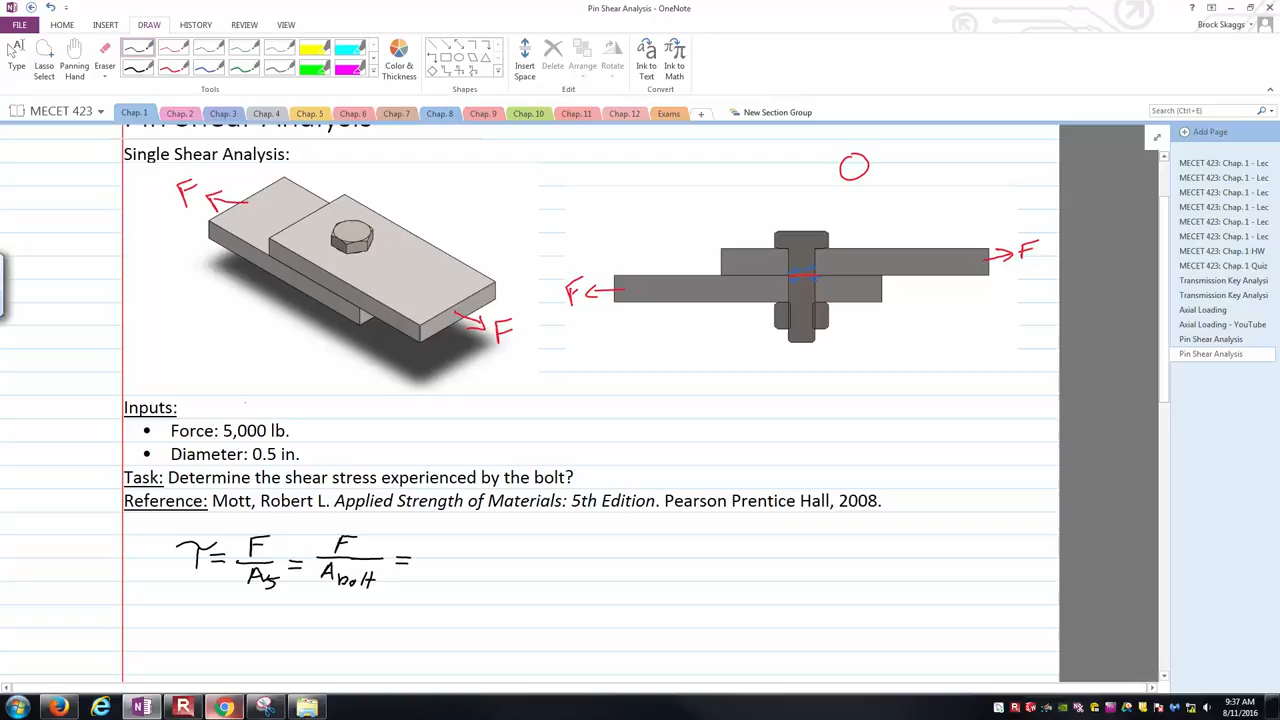 Pin Shear Analysis - OneNote
Brock Skaggs
FILE HOME INSERT DRAW HISTORY REVIEW VIEW
Type Lasso Select Panning Hand Eraser Color & Thickness Insert Space Delete Arrange Rotate Ink to Text Ink to Math
Tools Shapes Edit Convert
MECET 423 Chap. 1 Chap. 2 Chap. 3 Chap. 4 Chap. 5 Chap. 6 Chap. 7 Chap. 8 Chap. 9 Chap. 10 Chap. 11 Chap. 12 Exams New Section Group Search (Ctrl+E)
Add Page
MECET 423: Chap. 1 - Lec
MECET 423: Chap. 1 - Lec
MECET 423: Chap. 1 - Lec
MECET 423: Chap. 1 - Lec
MECET 423: Chap. 1 - Lec
MECET 423: Chap. 1 - Lec
MECET 423: Chap. 1 HW
MECET 423: Chap. 1 Quiz
Transmission Key Analysi
Transmission Key Analysi
Axial Loading
Axial Loading - YouTube
Pin Shear Analysis
Pin Shear Analysis
Pin Shear Analysis
Single Shear Analysis:
F
F
F
F
Inputs:
• Force: 5,000 lb.
• Diameter: 0.5 in.
Task: Determine the shear stress experienced by the bolt?
Reference: Mott, Robert L. Applied Strength of Materials: 5th Edition. Pearson Prentice Hall, 2008.
τ = F/As = F/Abolt =
9:37 AM
8/11/2016